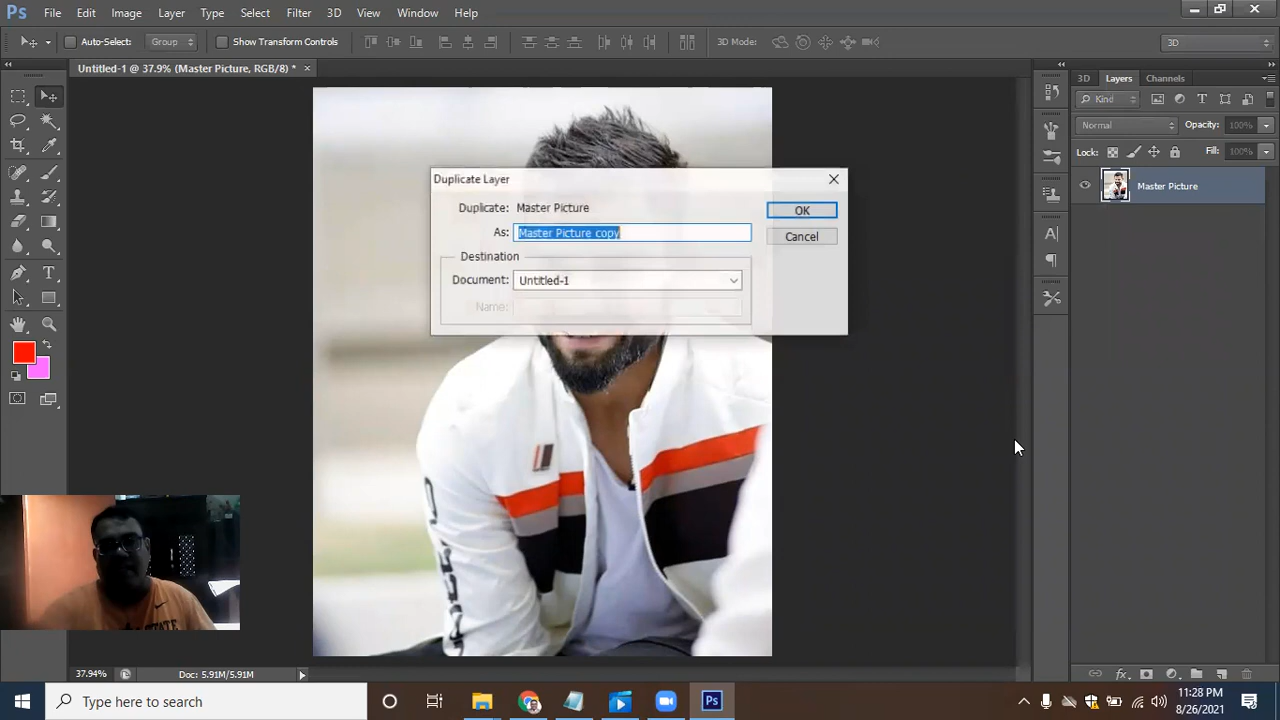 Ps File Edit Image Layer Type Select Filter 3D View Window Help
Auto-Select: Group Show Transform Controls 3D Mode: 3D
Untitled-1 @ 37.9% (Master Picture, RGB/8) *
3D Layers Channels
Kind
Normal Opacity: 100%
Lock: Fill: 100%
Master Picture
Duplicate Layer
Duplicate: Master Picture
As: Master Picture copy
Destination
Document: Untitled-1
Name:
OK
Cancel
37.94% Doc: 5.91M/5.91M
Type here to search
Ps
11:28 PM
8/26/2021